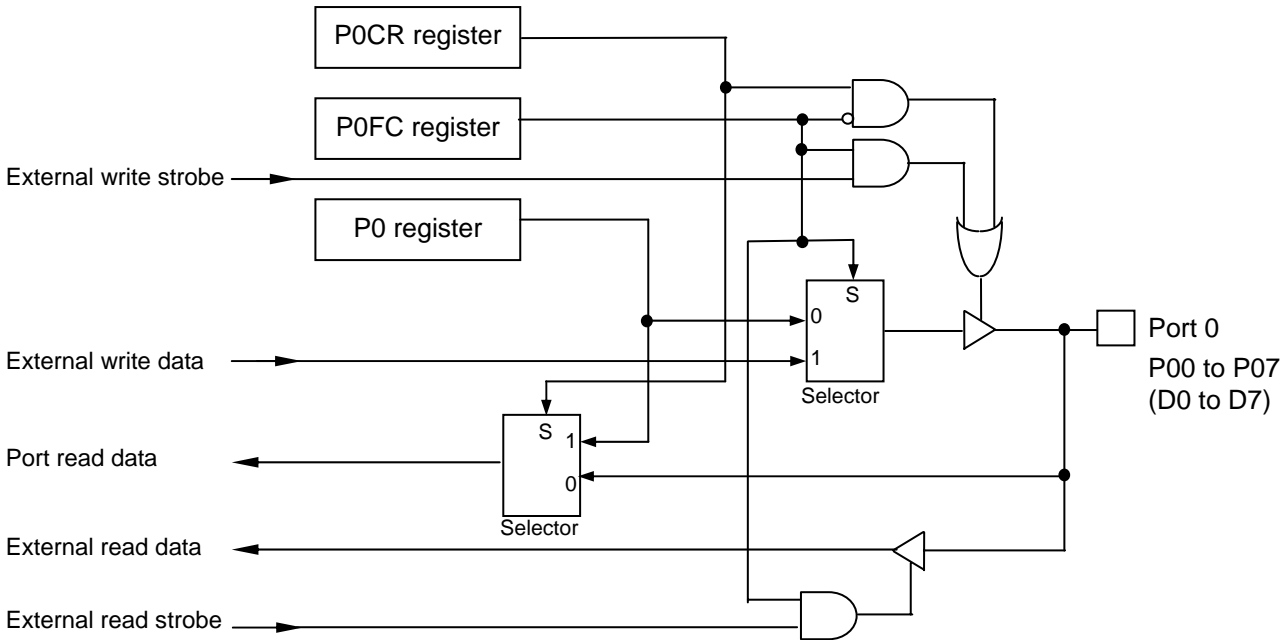 P0CR register
P0FC register
External write strobe
P0 register
S
0
Port 0
External write data
1
P00 to P07
Selector
(D0 to D7)
S
1
Port read data
0
Selector
External read data
External read strobe